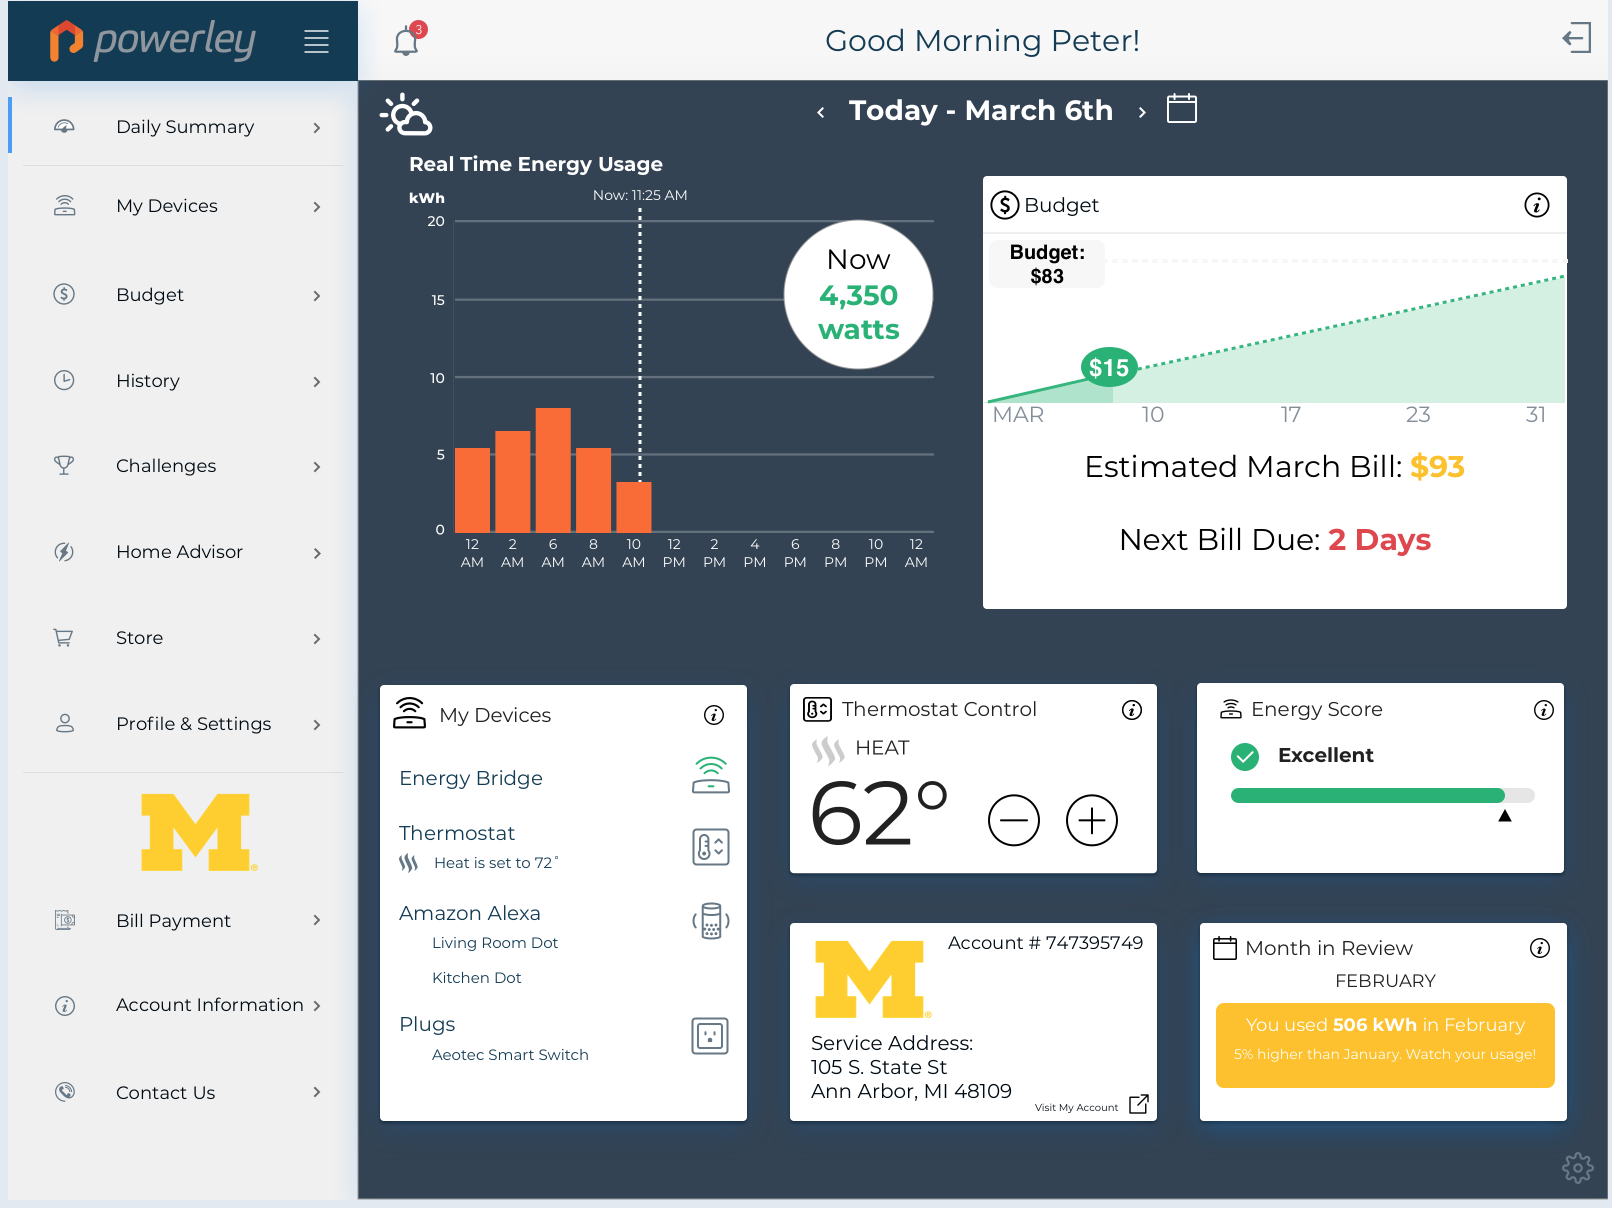 powerley
3
Good Morning Peter!
Daily Summary
My Devices
Budget
History
Challenges
Home Advisor
Store
Profile & Settings
M®
Bill Payment
Account Information
Contact Us
‹ Today - March 6th ›
Real Time Energy Usage
kWh
Now: 11:25 AM
20
15
10
5
0
12 AM
2 AM
6 AM
8 AM
10 AM
12 PM
2 PM
4 PM
6 PM
8 PM
10 PM
12 AM
Now
4,350
watts
$ Budget
Budget:
$83
$15
MAR 10 17 23 31
Estimated March Bill: $93
Next Bill Due: 2 Days
My Devices
Energy Bridge
Thermostat
Heat is set to 72°
Amazon Alexa
Living Room Dot
Kitchen Dot
Plugs
Aeotec Smart Switch
Thermostat Control
HEAT
62°
Energy Score
Excellent
M®
Account # 747395749
Service Address:
105 S. State St
Ann Arbor, MI 48109
Visit My Account
Month in Review
FEBRUARY
You used 506 kWh in February
5% higher than January. Watch your usage!